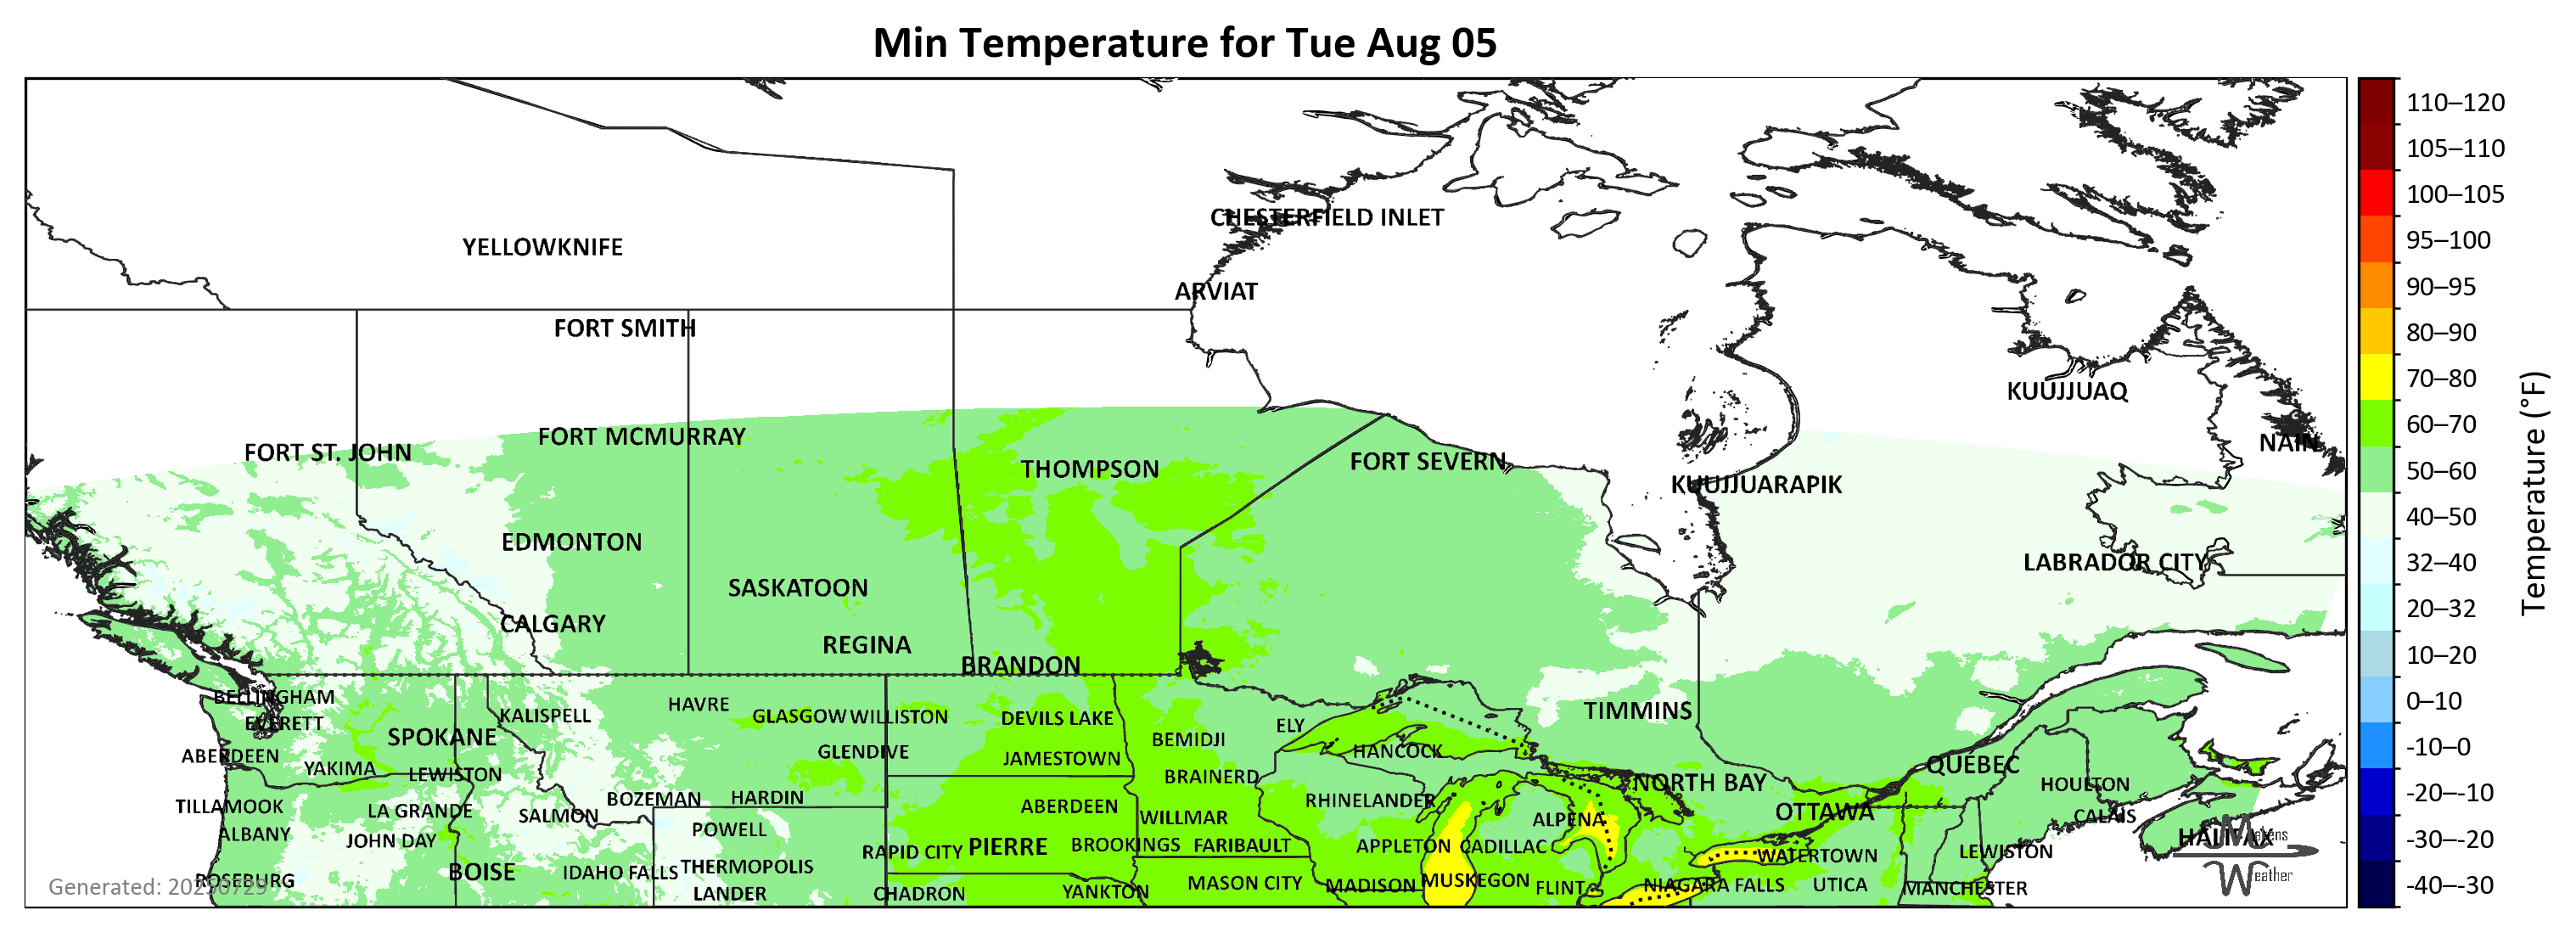 Min Temperature for Tue Aug 05
CHESTERFIELD INLET
YELLOWKNIFE
ARVIAT
FORT SMITH
KUUJJUAQ
FORT MCMURRAY
NAIN
FORT ST. JOHN
FORT SEVERN
THOMPSON
KUUJJUARAPIK
EDMONTON
LABRADOR CITY
SASKATOON
CALGARY
REGINA
BRANDON
BELLINGHAM
HAVRE
TIMMINS
KALISPELL
GLASGOW WILLISTON
DEVILS LAKE
EVERETT
ELY
SPOKANE
BEMIDJI
HANCOCK
GLENDIVE
ABERDEEN
JAMESTOWN
QUÉBEC
YAKIMA
LEWISTON
BRAINERD
NORTH BAY
HOULTON
BOZEMAN
HARDIN
RHINELANDER
TILLAMOOK
ABERDEEN
LA GRANDE
OTTAWA
SALMON
WILLMAR
CALAIS
ALPENA
POWELL
ALBANY
HALIFAX
JOHN DAY
PIERRE
BROOKINGS
FARIBAULT
APPLETON
CADILLAC
RAPID CITY
LEWISTON
WATERTOWN
THERMOPOLIS
BOISE
IDAHO FALLS
ROSEBURG
MUSKEGON
MASON CITY
MADISON
FLINT
NIAGARA FALLS
UTICA
MANCHESTER
LANDER
CHADRON
YANKTON
Generated: 20250729
Makens
Weather
110–120
105–110
100–105
95–100
90–95
80–90
70–80
60–70
50–60
40–50
32–40
20–32
10–20
0–10
-10–0
-20–-10
-30–-20
-40–-30
Temperature (°F)